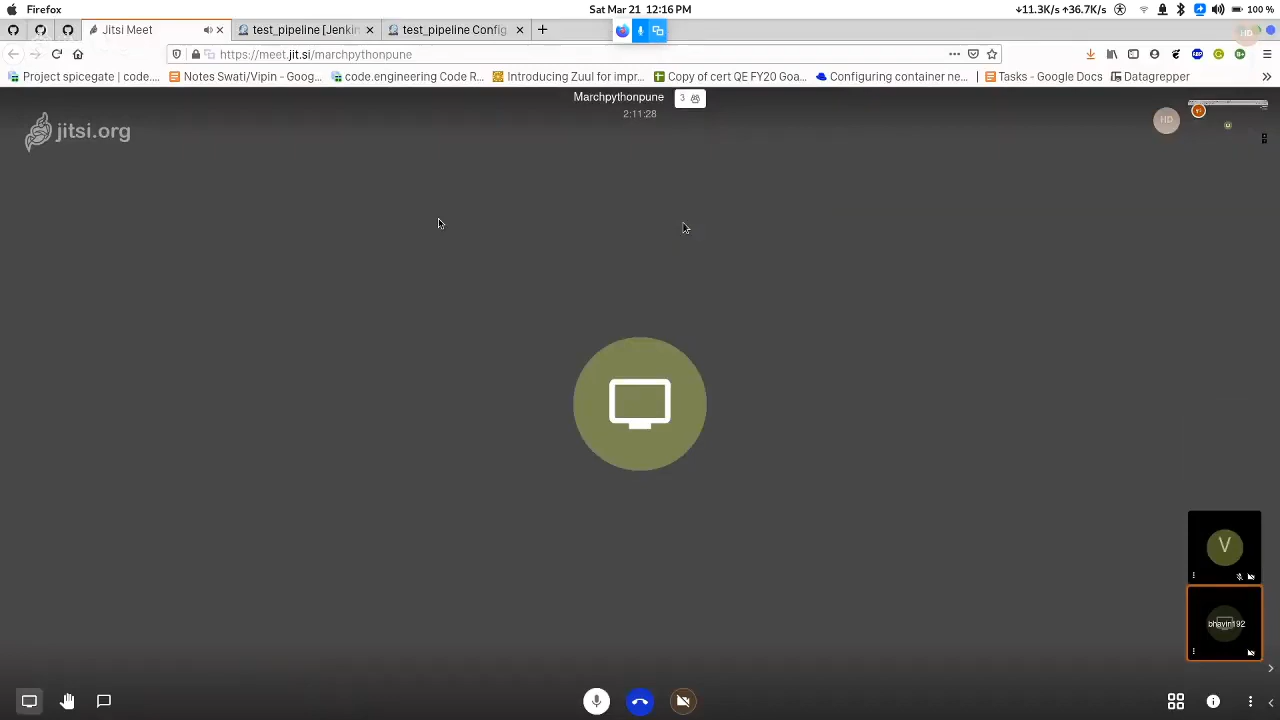 Firefox
Sat Mar 21 12:16 PM
↓11.3K/s ↑36.7K/s
100 %
Jitsi Meet
test_pipeline [Jenkin
test_pipeline Config
HD
https://meet.jit.si/marchpythonpune
Project spicegate | code....
Notes Swati/Vipin - Goog...
code.engineering Code R...
Introducing Zuul for impr...
Copy of cert QE FY20 Goa...
Configuring container ne...
Tasks - Google Docs
Datagrepper
Marchpythonpune
3
2:11:28
jitsi.org
HD
V
bhavin192